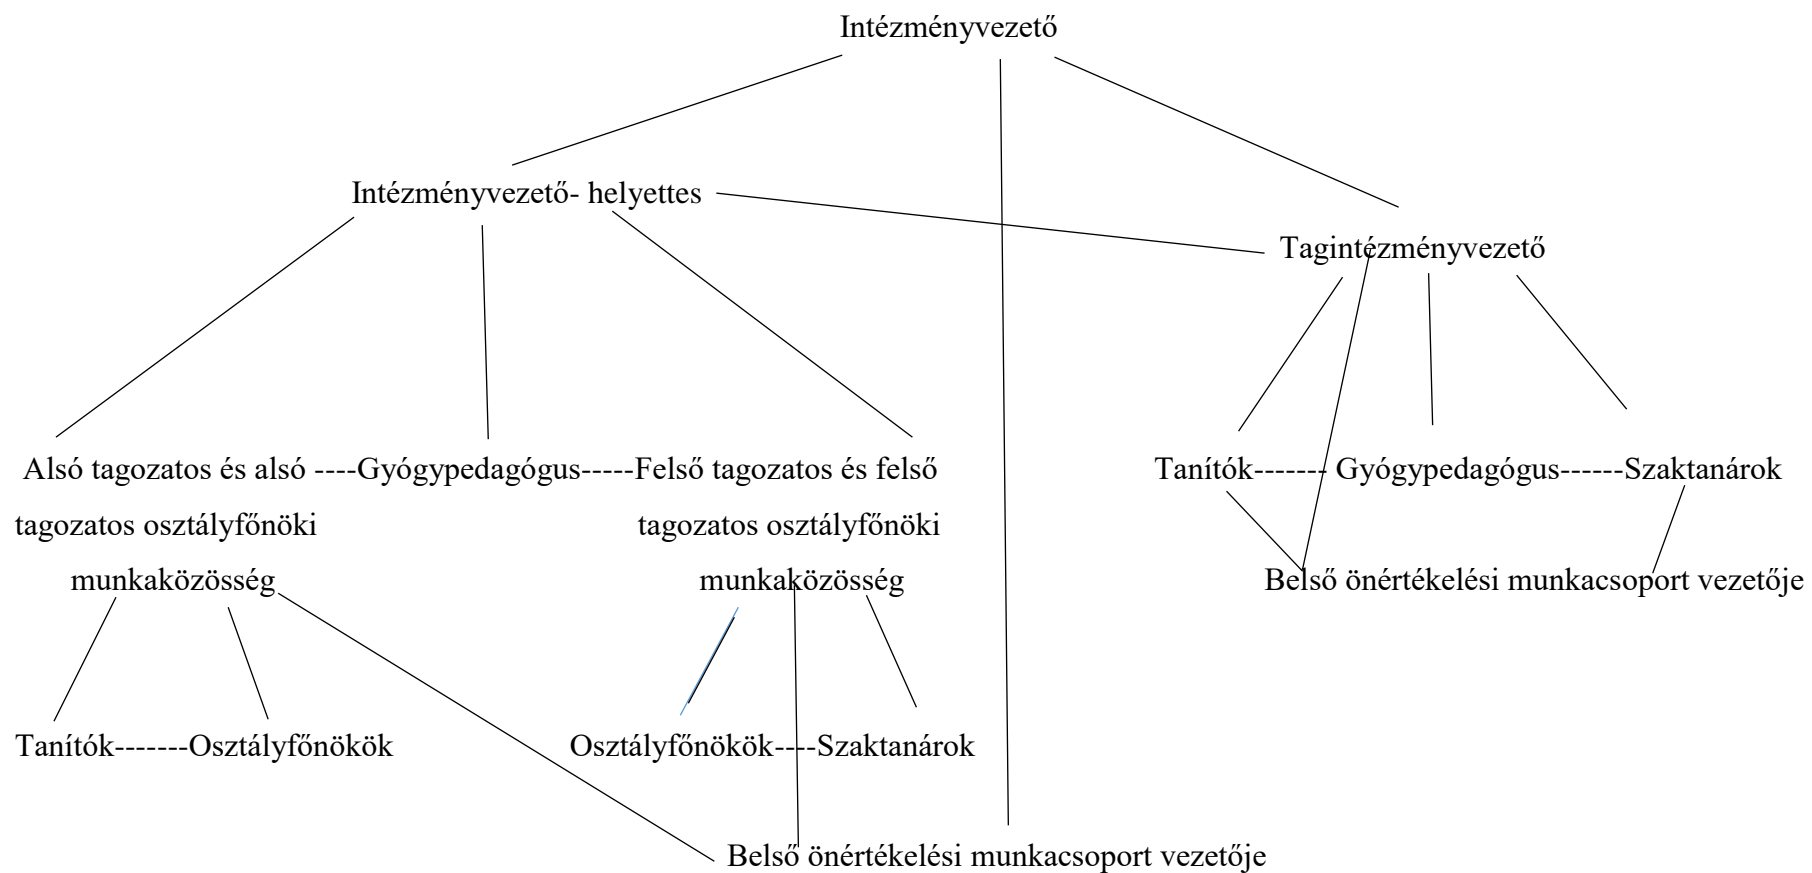 Intézményvezető
Intézményvezető- helyettes
Tagintézményvezető
Alsó tagozatos és alsó ----Gyógypedagógus-----Felső tagozatos és felső
tagozatos osztályfőnöki
tagozatos osztályfőnöki
munkaközösség
munkaközösség
Tanítók------- Gyógypedagógus------Szaktanárok
Belső önértékelési munkacsoport vezetője
Tanítók-------Osztályfőnökök
Osztályfőnökök----Szaktanárok
Belső önértékelési munkacsoport vezetője